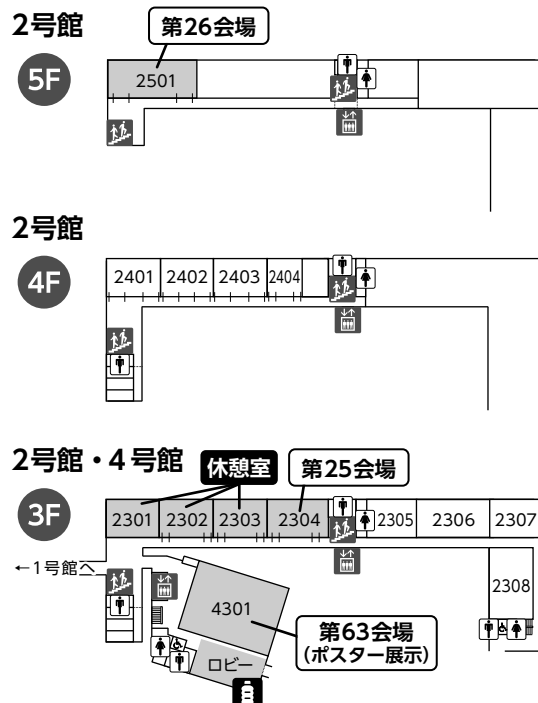 2号館
第26会場
5F
2501
2号館
4F
2401 2402 2403 2404
2号館・4号館
休憩室
第25会場
3F
2301 2302 2303 2304 2305 2306 2307
←1号館へ
2308
4301
第63会場
(ポスター展示)
ロビー